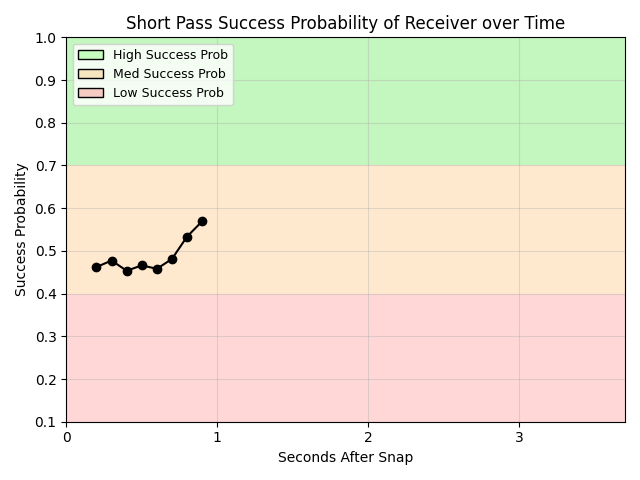 Short Pass Success Probability of Receiver over Time
1.0
High Success Prob
Med Success Prob
0.9
Low Success Prob
0.8
0.7
0.6
Success Probability
0.5
0.4
0.3
0.2
0.1
0
1
2
3
Seconds After Snap